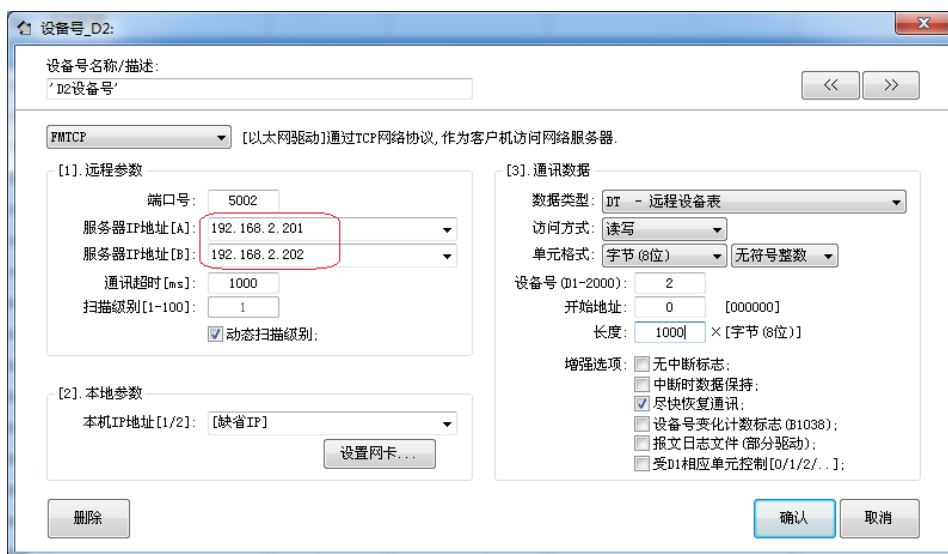 设备号_D2:
设备号名称/描述:
'D2设备号'
<<
>>
FMTCP
[以太网驱动]通过TCP网络协议,作为客户机访问网络服务器.
[1].远程参数
端口号: 5002
服务器IP地址[A]: 192.168.2.201
服务器IP地址[B]: 192.168.2.202
通讯超时[ms]: 1000
扫描级别[1-100]: 1
动态扫描级别;
[2].本地参数
本机IP地址[1/2]: [缺省IP]
设置网卡...
[3].通讯数据
数据类型: DT - 远程设备表
访问方式: 读写
单元格式: 字节(8位) 无符号整数
设备号(D1-2000): 2
开始地址: 0 [000000]
长度: 1000 ×[字节(8位)]
增强选项: 无中断标志;
中断时数据保持;
尽快恢复通讯;
设备号变化计数标志(B1038);
报文日志文件(部分驱动);
受D1相应单元控制[0/1/2/..];
删除
确认
取消